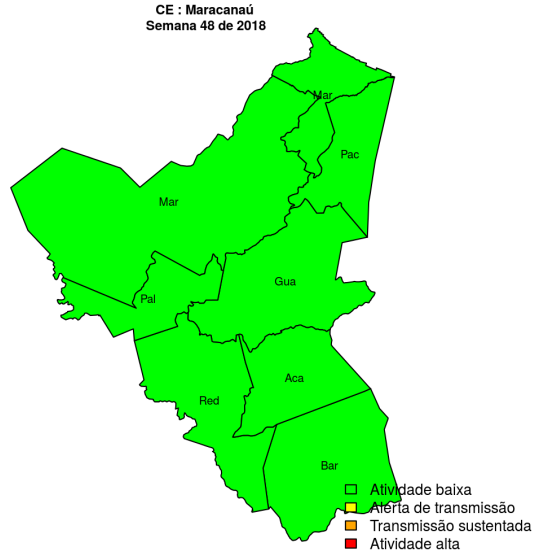 CE : Maracanaú
Semana 48 de 2018
Mar
Pac
Mar
Gua
Pal
Aca
Red
Bar
Atividade baixa
Alerta de transmissão
Transmissão sustentada
Atividade alta